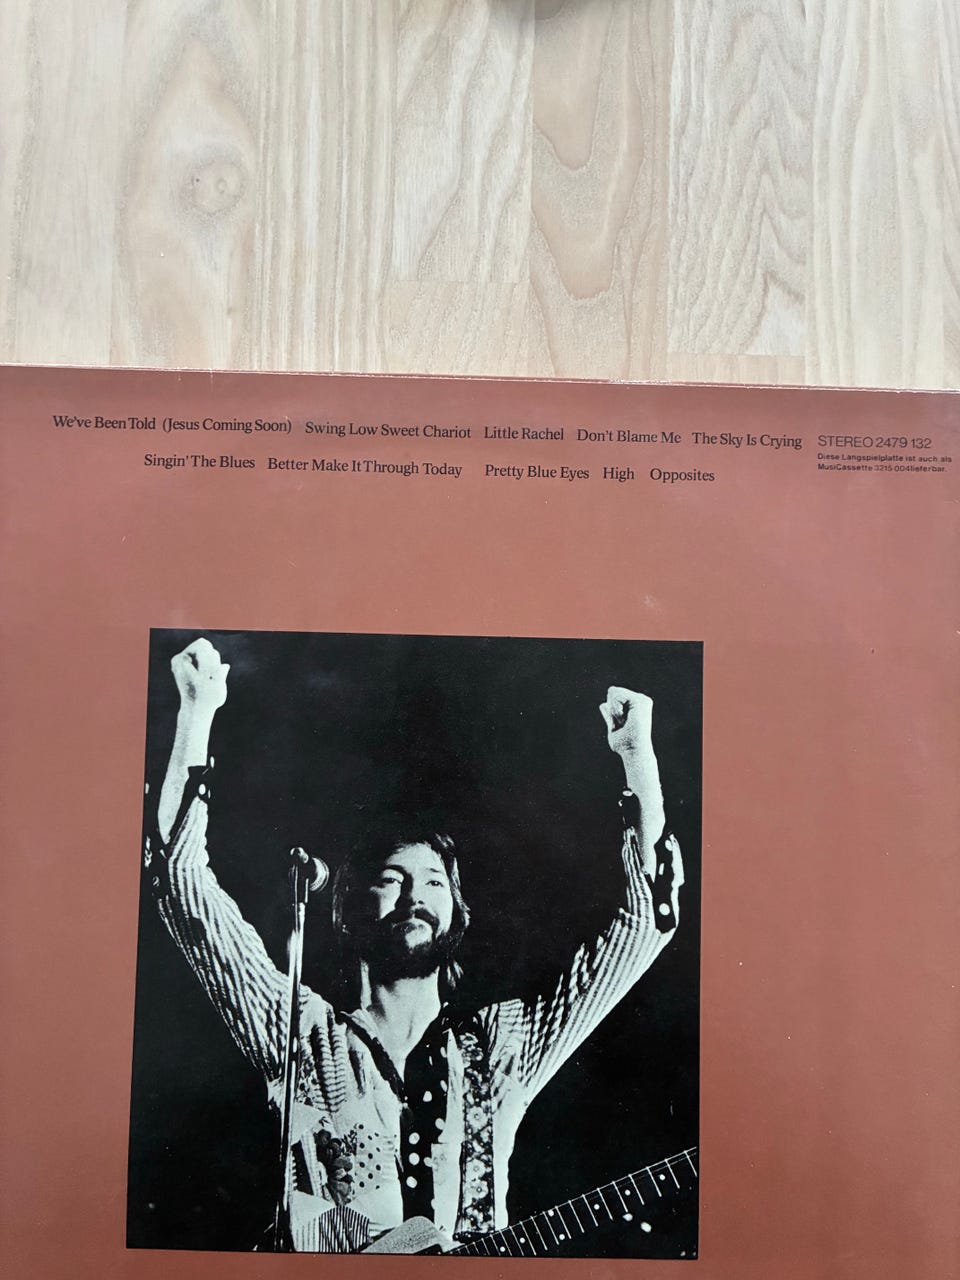 We've Been Told (Jesus Coming Soon) Swing Low Sweet Chariot Little Rachel Don't Blame Me The Sky Is Crying
Singin' The Blues Better Make It Through Today Pretty Blue Eyes High Opposites
STEREO 2479 132
Diese Langspielplatte ist auch als
MusiCassette 3215 004 lieferbar.